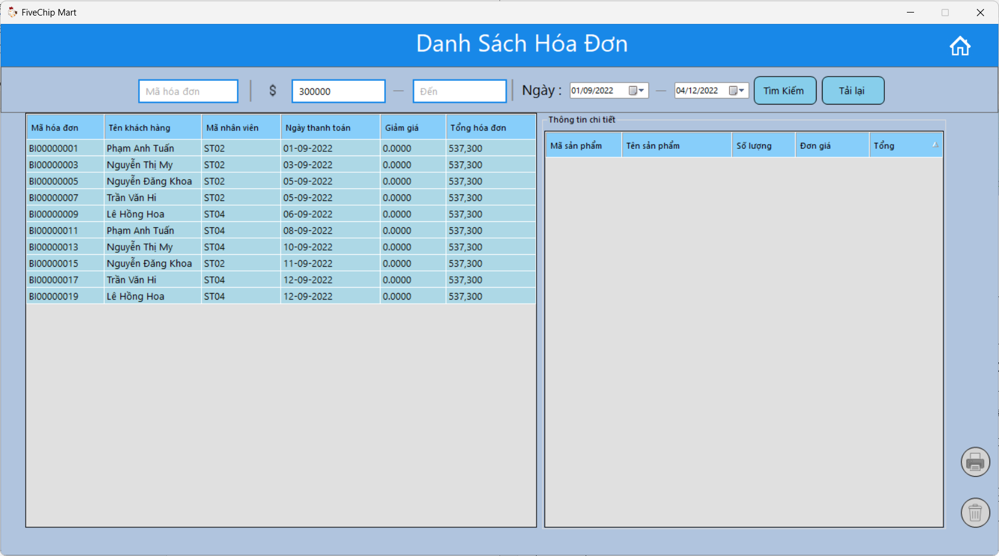 FiveChip Mart
Danh Sách Hóa Đơn
Mã hóa đơn $ 300000 — Đến Ngày : 01/09/2022 — 04/12/2022 Tìm Kiếm Tải lại
Mã hóa đơn Tên khách hàng Mã nhân viên Ngày thanh toán Giảm giá Tổng hóa đơn
BI00000001 Phạm Anh Tuấn ST02 01-09-2022 0.0000 537,300
BI00000003 Nguyễn Thị My ST02 03-09-2022 0.0000 537,300
BI00000005 Nguyễn Đăng Khoa ST02 05-09-2022 0.0000 537,300
BI00000007 Trần Văn Hi ST02 05-09-2022 0.0000 537,300
BI00000009 Lê Hồng Hoa ST04 06-09-2022 0.0000 537,300
BI00000011 Phạm Anh Tuấn ST04 08-09-2022 0.0000 537,300
BI00000013 Nguyễn Thị My ST04 10-09-2022 0.0000 537,300
BI00000015 Nguyễn Đăng Khoa ST02 11-09-2022 0.0000 537,300
BI00000017 Trần Văn Hi ST04 12-09-2022 0.0000 537,300
BI00000019 Lê Hồng Hoa ST04 12-09-2022 0.0000 537,300
Thông tin chi tiết
Mã sản phẩm Tên sản phẩm Số lượng Đơn giá Tổng